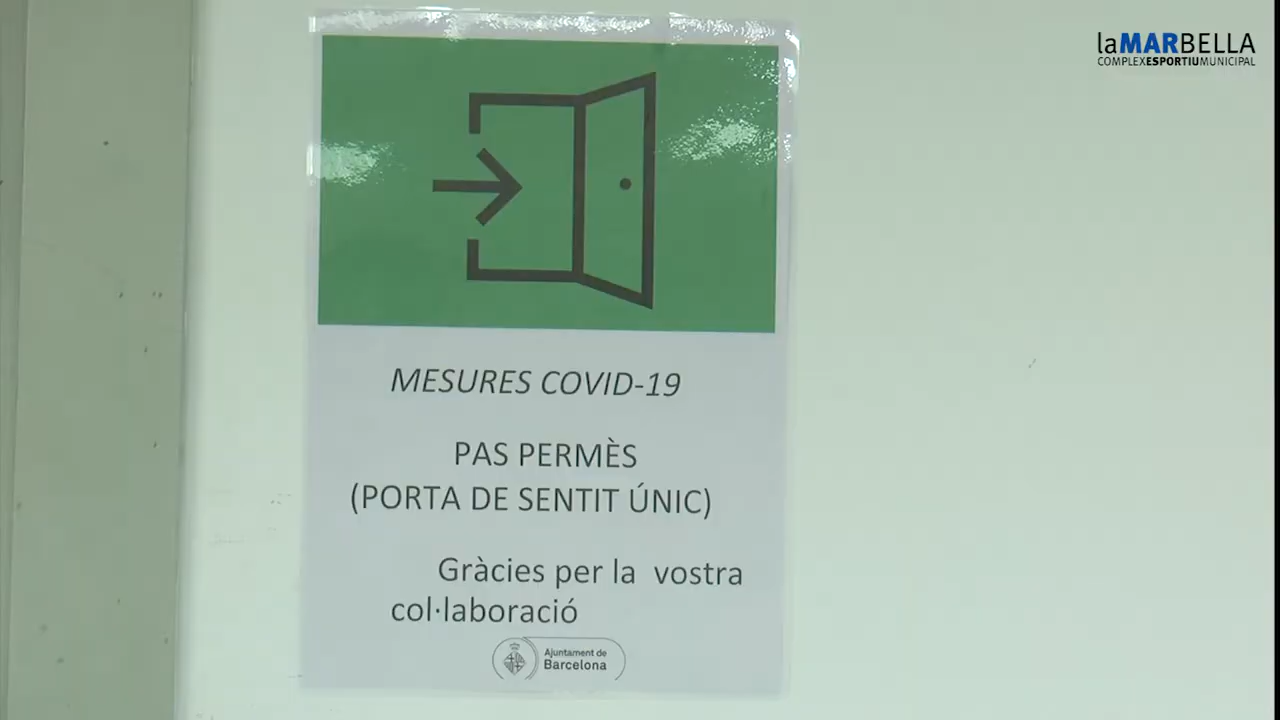 laMARBELLA
COMPLEXESPORTIUMUNICIPAL
MESURES COVID-19
PAS PERMÈS
(PORTA DE SENTIT ÚNIC)
Gràcies per la vostra
col·laboració
Ajuntament de
Barcelona